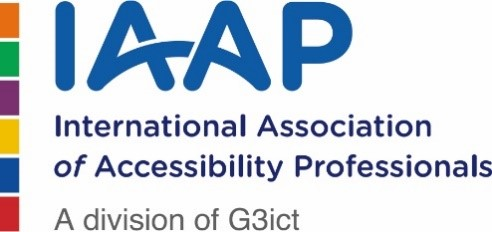 IAAP
International Association
of Accessibility Professionals
A division of G3ict